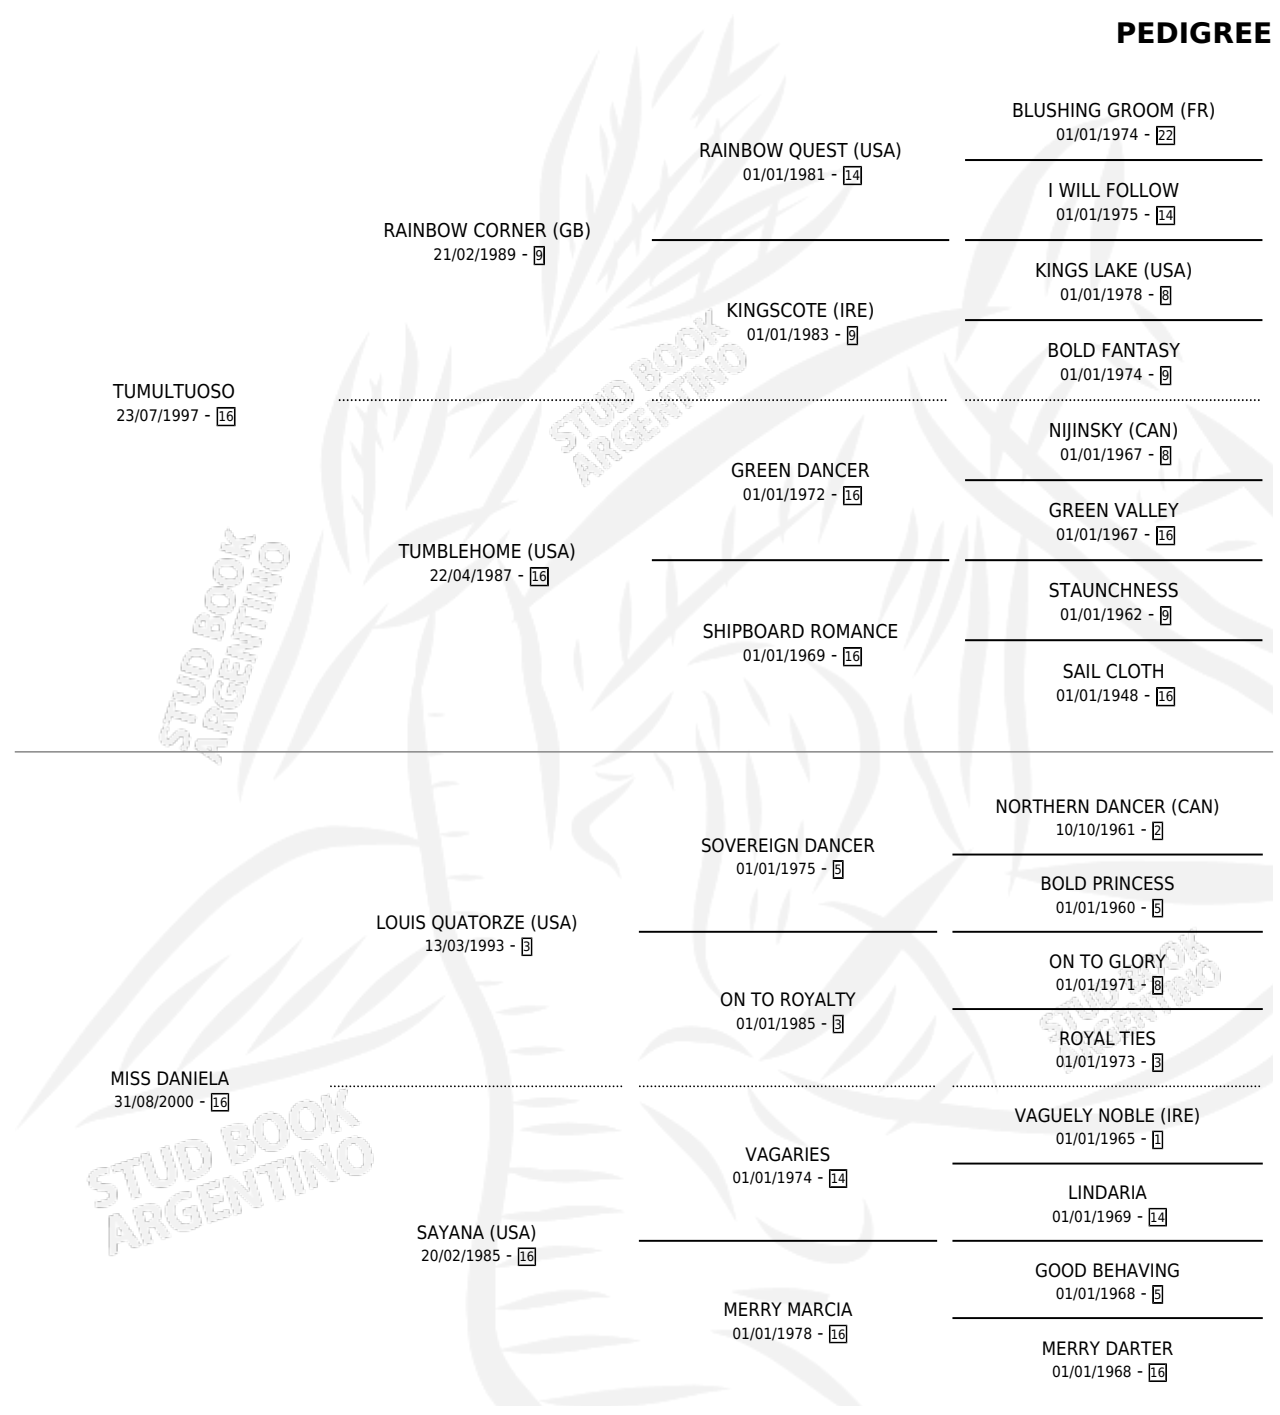 PEDIGREE
BLUSHING GROOM (FR)
01/01/1974 - 22
RAINBOW QUEST (USA)
01/01/1981 - 14
I WILL FOLLOW
01/01/1975 - 14
RAINBOW CORNER (GB)
21/02/1989 - 9
KINGS LAKE (USA)
01/01/1978 - 8
KINGSCOTE (IRE)
01/01/1983 - 9
BOLD FANTASY
01/01/1974 - 9
TUMULTUOSO
23/07/1997 - 16
NIJINSKY (CAN)
01/01/1967 - 8
GREEN DANCER
01/01/1972 - 16
GREEN VALLEY
01/01/1967 - 16
TUMBLEHOME (USA)
22/04/1987 - 16
STAUNCHNESS
01/01/1962 - 9
SHIPBOARD ROMANCE
01/01/1969 - 16
SAIL CLOTH
01/01/1948 - 16
NORTHERN DANCER (CAN)
10/10/1961 - 2
SOVEREIGN DANCER
01/01/1975 - 5
BOLD PRINCESS
01/01/1960 - 5
LOUIS QUATORZE (USA)
13/03/1993 - 3
ON TO GLORY
01/01/1971 - 8
ON TO ROYALTY
01/01/1985 - 3
ROYAL TIES
01/01/1973 - 3
MISS DANIELA
31/08/2000 - 16
VAGUELY NOBLE (IRE)
01/01/1965 - 1
VAGARIES
01/01/1974 - 14
LINDARIA
01/01/1969 - 14
SAYANA (USA)
20/02/1985 - 16
GOOD BEHAVING
01/01/1968 - 5
MERRY MARCIA
01/01/1978 - 16
MERRY DARTER
01/01/1968 - 16
STUD BOOK
ARGENTINO
STUD BOOK
ARGENTINO
STUD BOOK
ARGENTINO
STUD BOOK
ARGENTINO